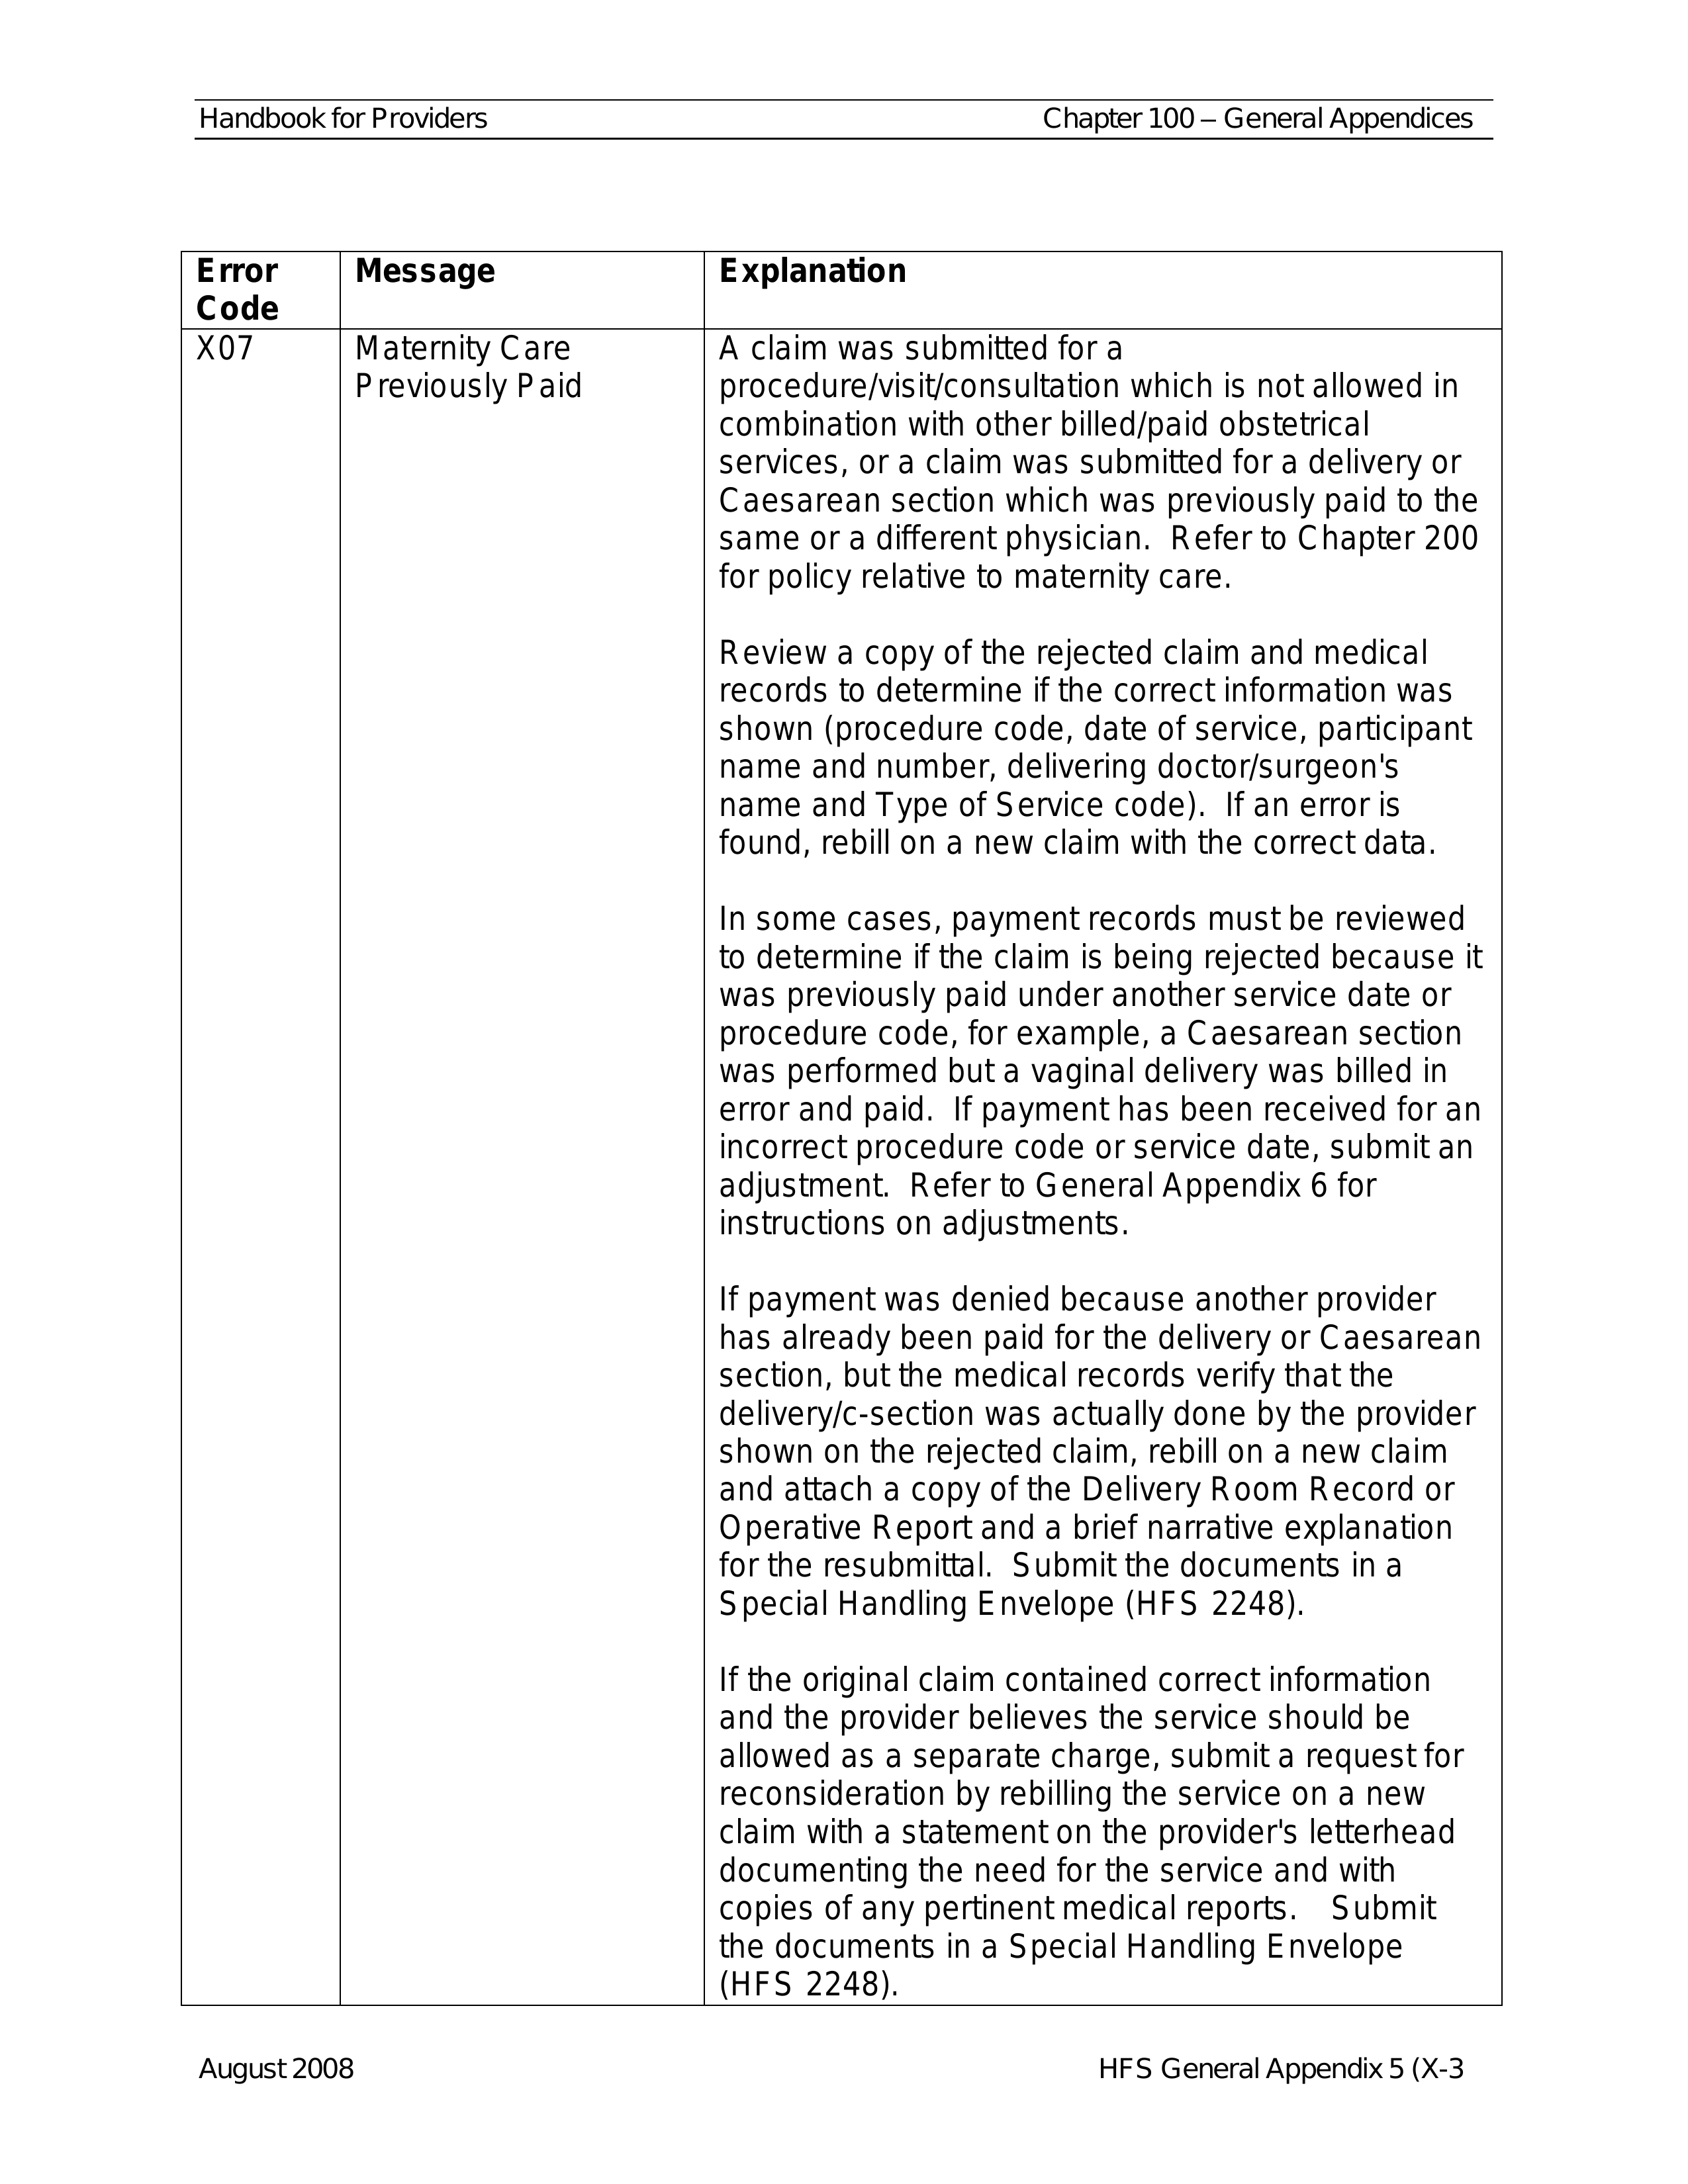 Handbook for Providers Chapter 100 – General Appendices
Error Code Message Explanation
X07 Maternity Care Previously Paid
A claim was submitted for a
procedure/visit/consultation which is not allowed in
combination with other billed/paid obstetrical
services, or a claim was submitted for a delivery or
Caesarean section which was previously paid to the
same or a different physician.  Refer to Chapter 200
for policy relative to maternity care.
Review a copy of the rejected claim and medical
records to determine if the correct information was
shown (procedure code, date of service, participant
name and number, delivering doctor/surgeon's
name and Type of Service code).  If an error is
found, rebill on a new claim with the correct data.
In some cases, payment records must be reviewed
to determine if the claim is being rejected because it
was previously paid under another service date or
procedure code, for example, a Caesarean section
was performed but a vaginal delivery was billed in
error and paid.  If payment has been received for an
incorrect procedure code or service date, submit an
adjustment.  Refer to General Appendix 6 for
instructions on adjustments.
If payment was denied because another provider
has already been paid for the delivery or Caesarean
section, but the medical records verify that the
delivery/c-section was actually done by the provider
shown on the rejected claim, rebill on a new claim
and attach a copy of the Delivery Room Record or
Operative Report and a brief narrative explanation
for the resubmittal.  Submit the documents in a
Special Handling Envelope (HFS 2248).
If the original claim contained correct information
and the provider believes the service should be
allowed as a separate charge, submit a request for
reconsideration by rebilling the service on a new
claim with a statement on the provider's letterhead
documenting the need for the service and with
copies of any pertinent medical reports.   Submit
the documents in a Special Handling Envelope
(HFS 2248).
August 2008 HFS General Appendix 5 (X-3